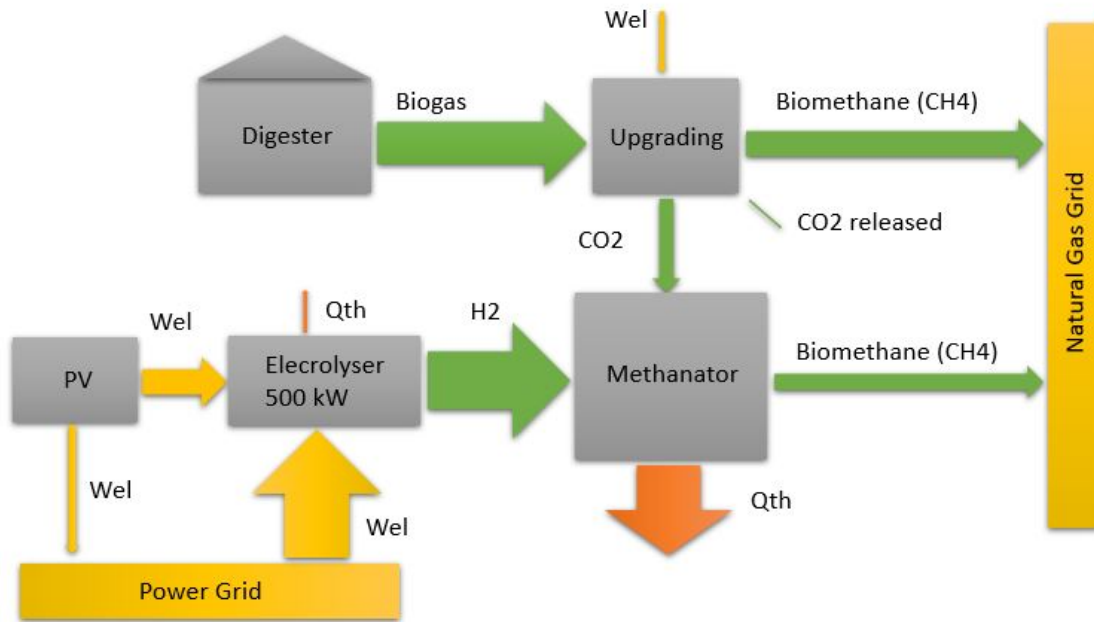 Wel
Biogas
Biomethane (CH4)
Digester
Upgrading
CO2 released
CO2
Natural Gas Grid
Qth
H2
Wel
Biomethane (CH4)
PV
Elecrolyser
500 kW
Methanator
Wel
Wel
Qth
Power Grid